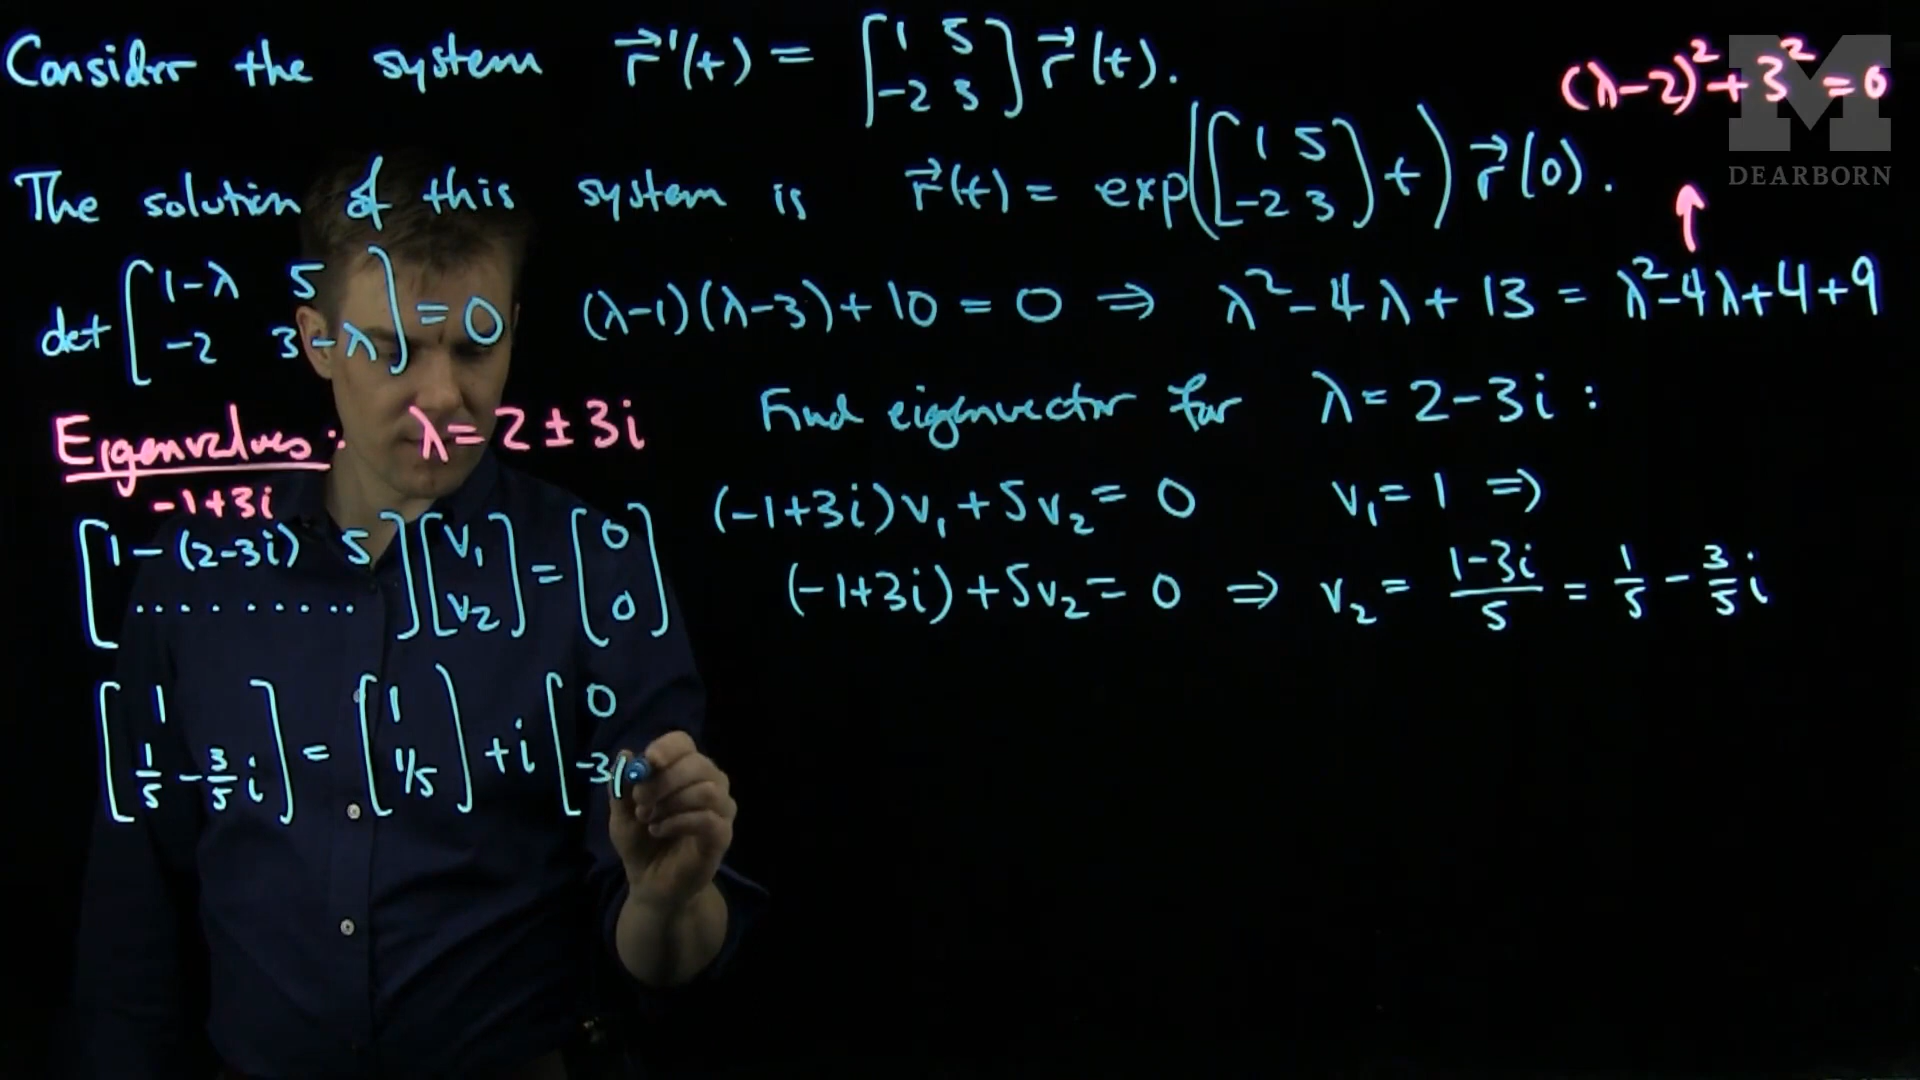 Consider the system r⃗'(t) = [1 5; -2 3] r⃗(t).
(λ-2)² + 3² = 0
M
DEARBORN
The solution of this system is r⃗(t) = exp([1 5; -2 3] t) r⃗(0).
↑
det [1-λ 5; -2 3-λ] = 0 (λ-1)(λ-3) + 10 = 0 ⇒ λ² - 4λ + 13 = λ² - 4λ + 4 + 9
Eigenvalues: λ = 2 ± 3i
Find eigenvector for λ = 2 - 3i :
-1+3i
[1-(2-3i) 5; ..........] [v₁; v₂] = [0; 0]
(-1+3i)v₁ + 5v₂ = 0 v₁ = 1 ⇒
(-1+3i) + 5v₂ = 0 ⇒ v₂ = (1-3i)/5 = 1/5 - 3/5 i
[1; 1/5 - 3/5 i] = [1; 1/5] + i [0; -3/